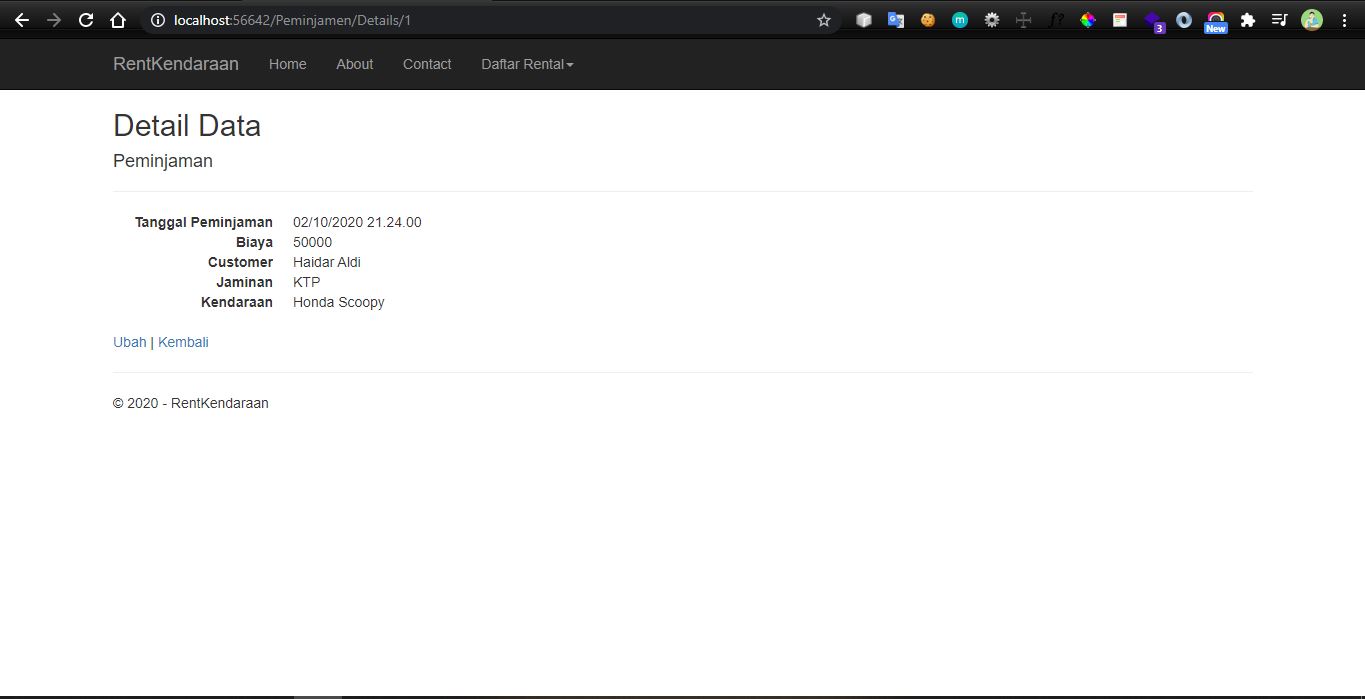 localhost:56642/Peminjamen/Details/1
m
f?
3
New
RentKendaraan Home About Contact Daftar Rental
Detail Data
Peminjaman
Tanggal Peminjaman 02/10/2020 21.24.00
Biaya 50000
Customer Haidar Aldi
Jaminan KTP
Kendaraan Honda Scoopy
Ubah | Kembali
© 2020 - RentKendaraan